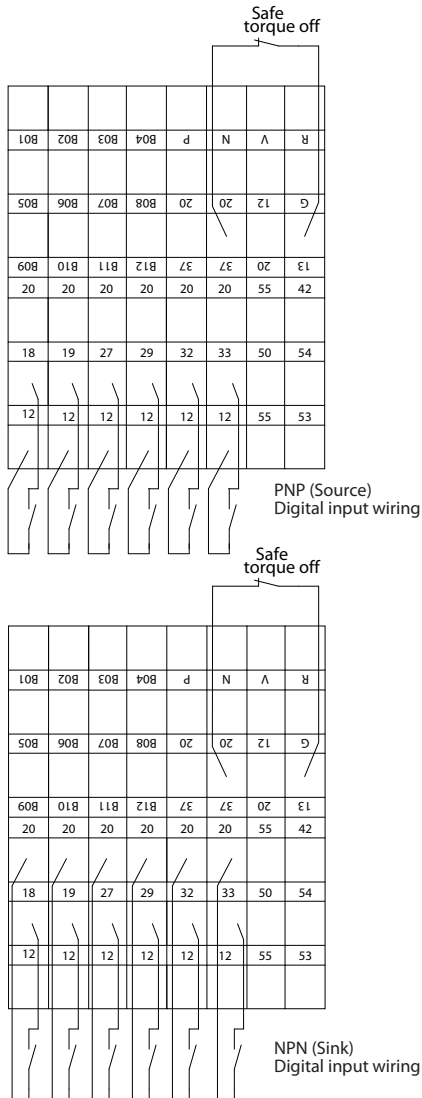 Safe
torque off
B01 B02 B03 B04 P N V R
B05 B06 B07 B08 20 20 12 G
B09 B10 B11 B12 37 37 20 13
20 20 20 20 20 20 55 42
18 19 27 29 32 33 50 54
12 12 12 12 12 12 55 53
PNP (Source)
Digital input wiring
Safe
torque off
B01 B02 B03 B04 P N V R
B05 B06 B07 B08 20 20 12 G
B09 B10 B11 B12 37 37 20 13
20 20 20 20 20 20 55 42
18 19 27 29 32 33 50 54
12 12 12 12 12 12 55 53
NPN (Sink)
Digital input wiring